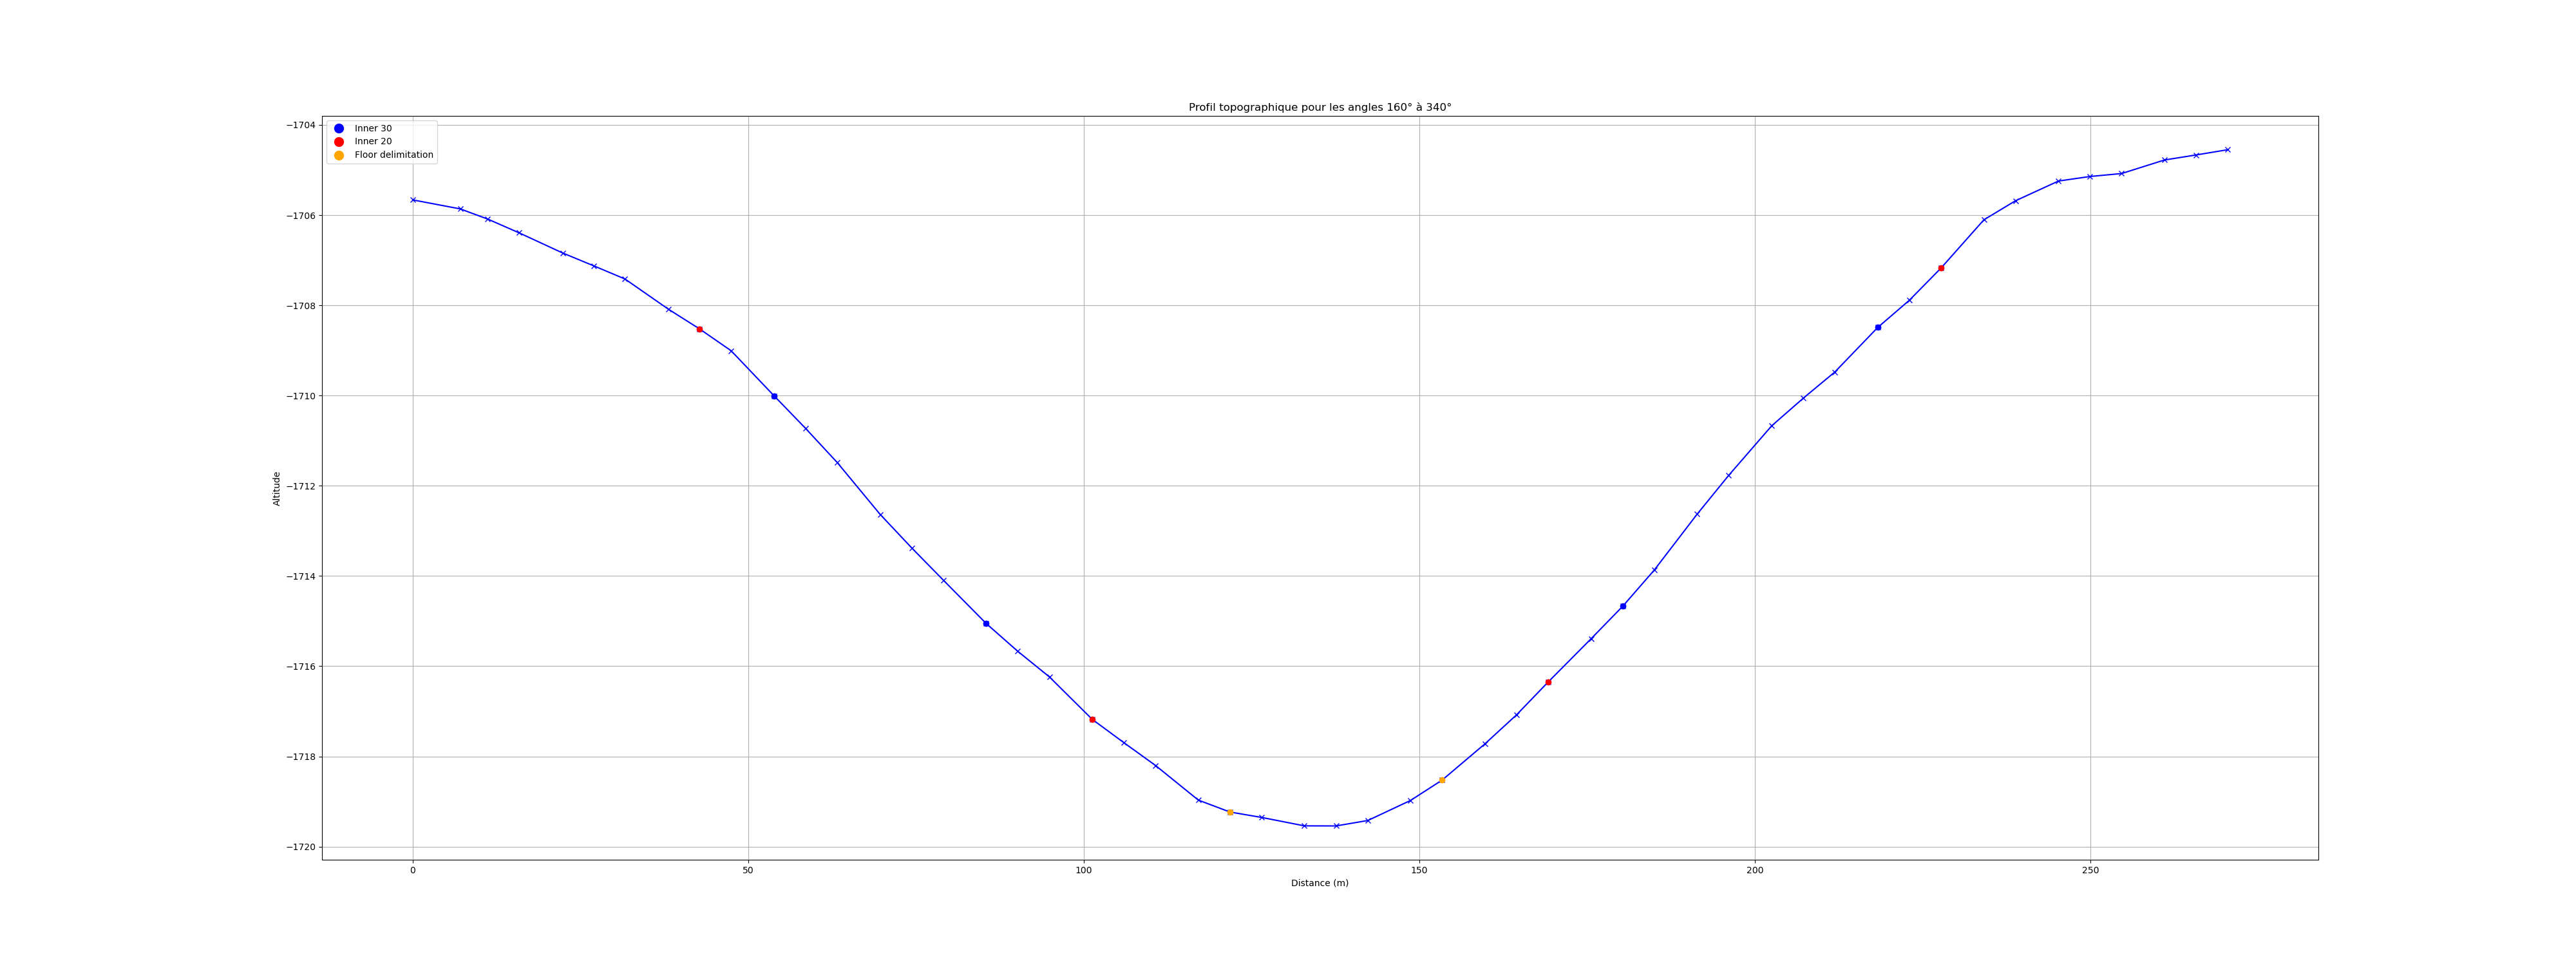 Profil topographique pour les angles 160° à 340°
Inner 30
Inner 20
Floor delimitation
−1704
−1706
−1708
−1710
−1712
−1714
−1716
−1718
−1720
Altitude
0 50 100 150 200 250
Distance (m)